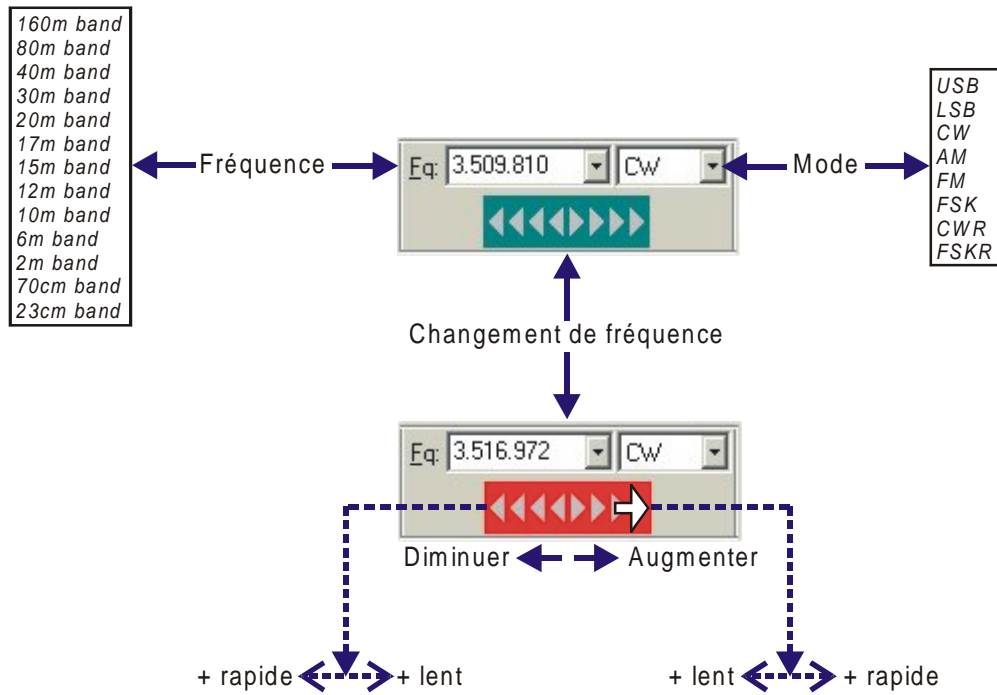 160m band
80m band
40m band
30m band
20m band
17m band
15m band
12m band
10m band
6m band
2m band
70cm band
23cm band
Fréquence
Fq: 3.509.810 CW
Mode
USB
LSB
CW
AM
FM
FSK
CWR
FSKR
Changement de fréquence
Fq: 3.516.972 CW
Diminuer Augmenter
+ rapide + lent + lent + rapide